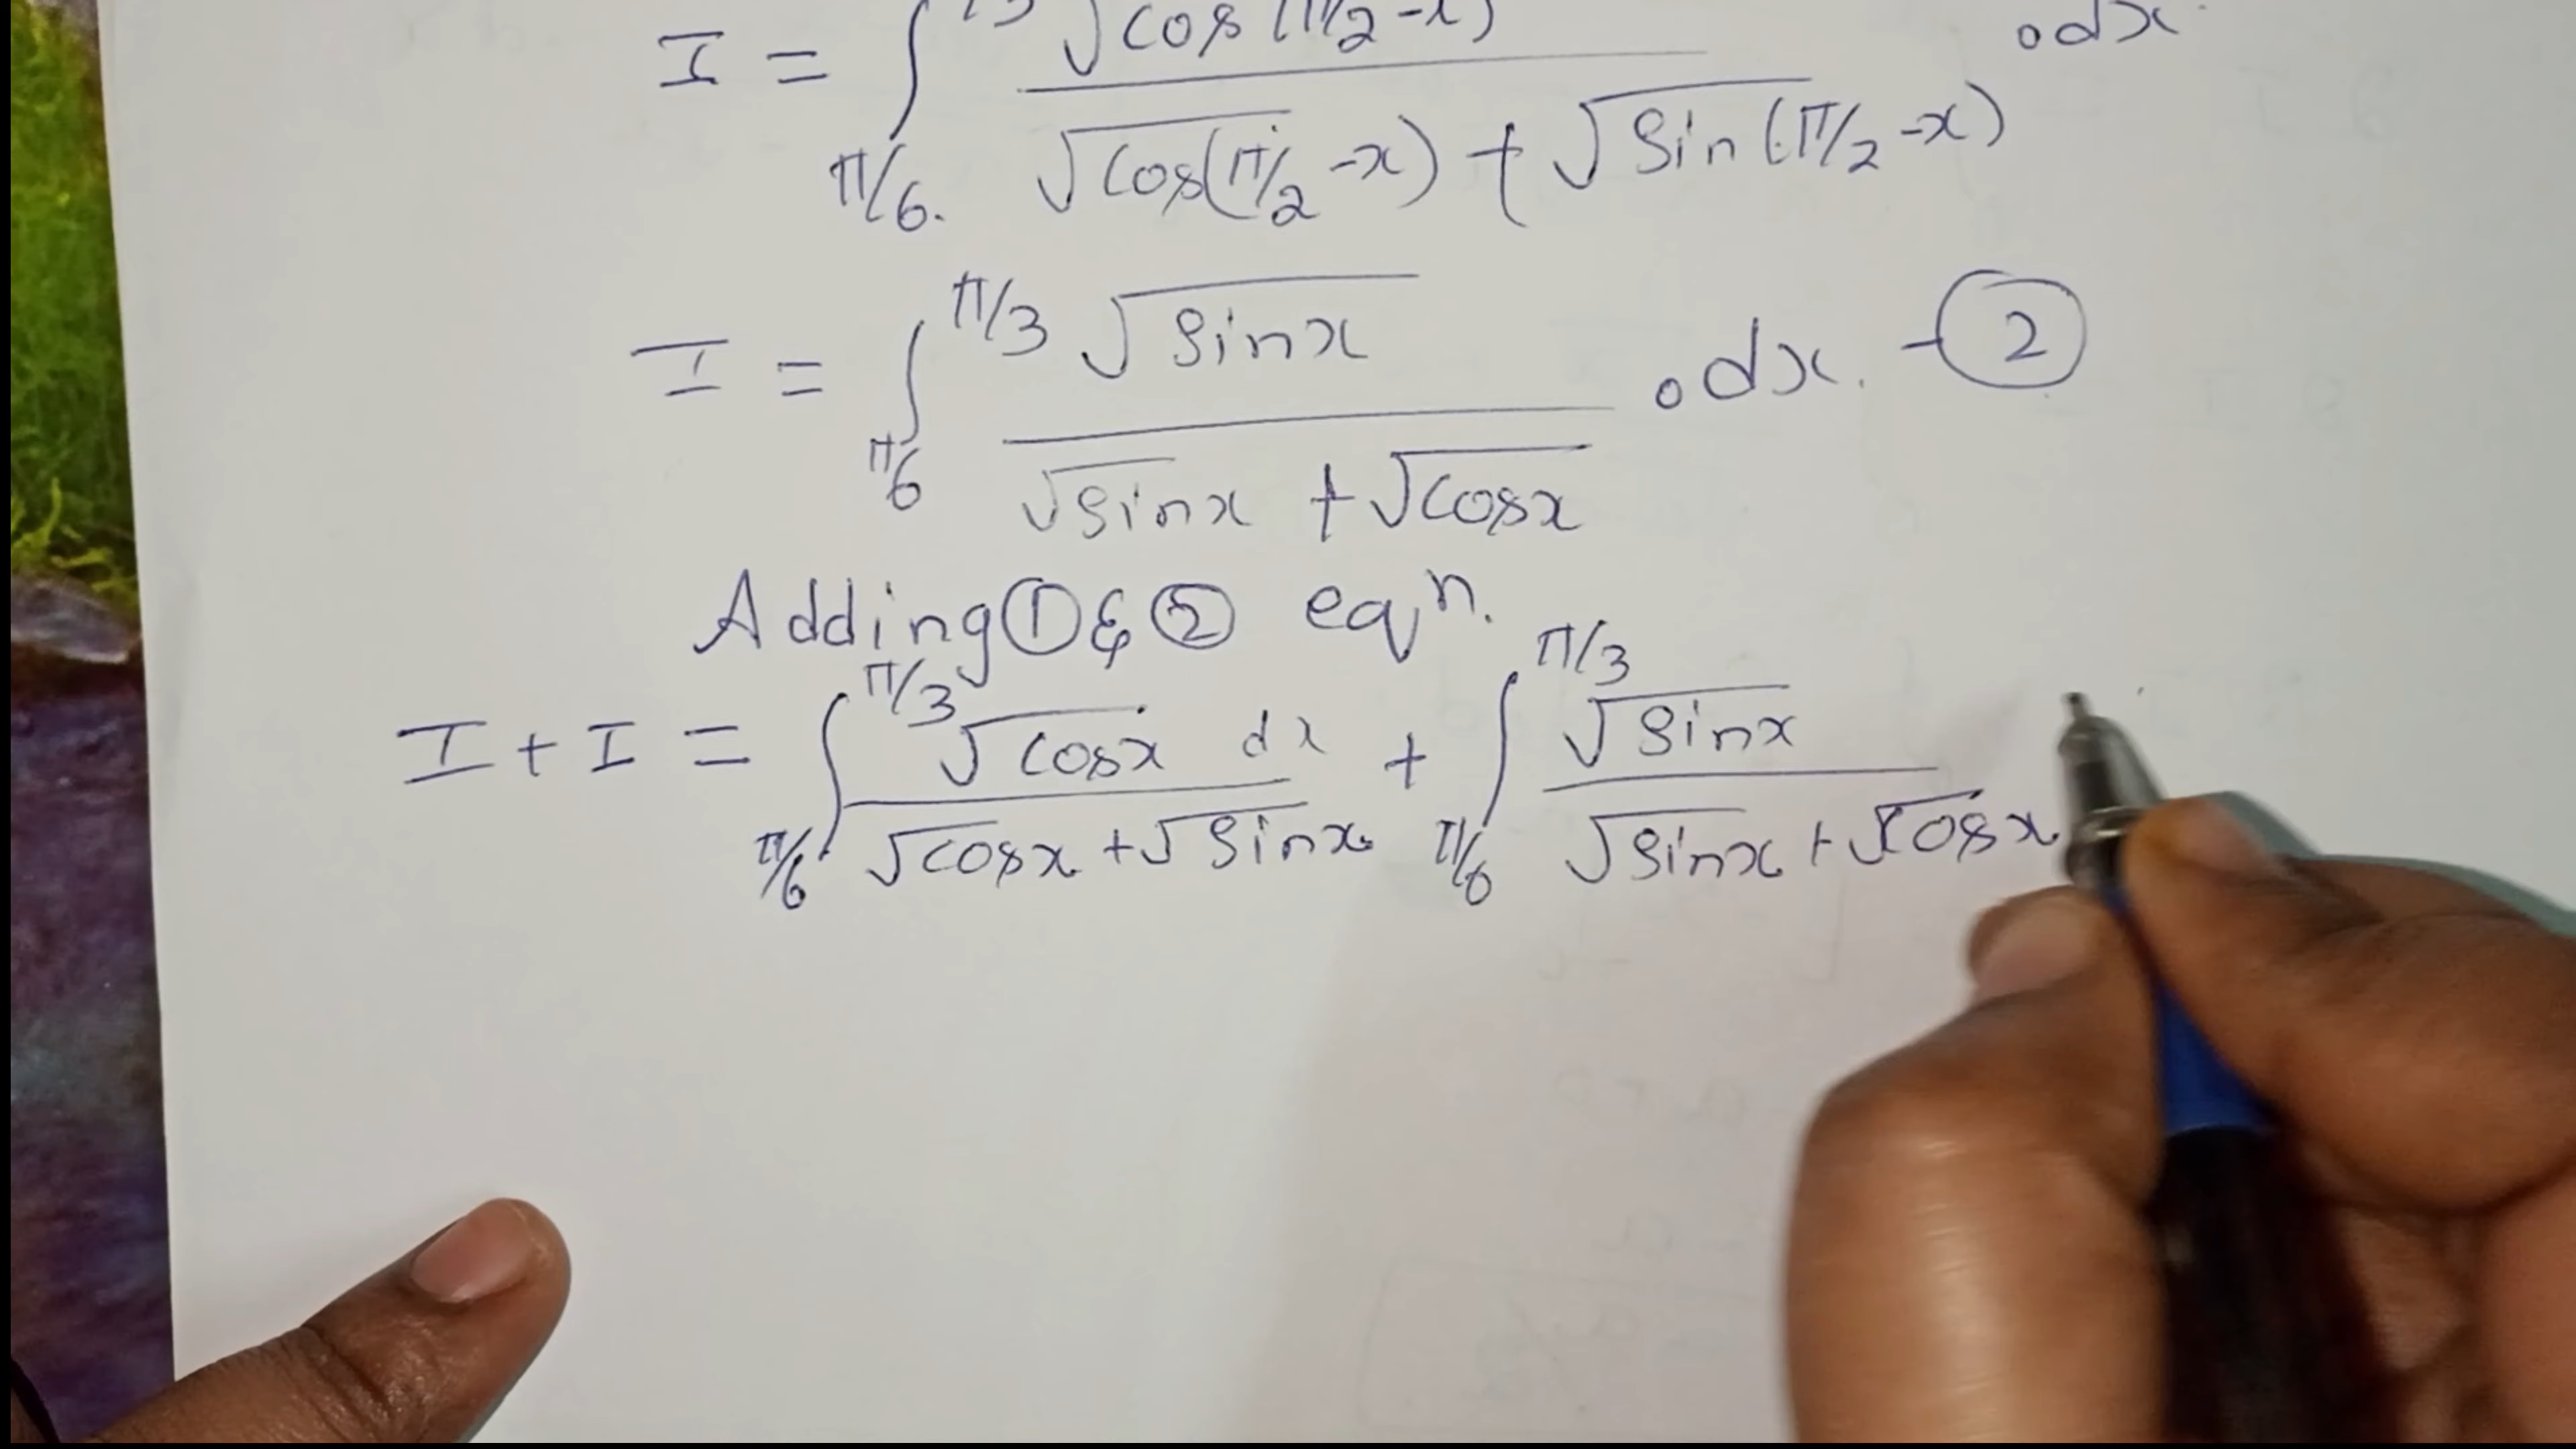 I = ∫_{π/6}^{π/3} √cos(π/2-x) / √cos(π/2-x) + √sin(π/2-x) . dx
I = ∫_{π/6}^{π/3} √sinx / √sinx + √cosx . dx. - ②
Adding ① & ② eqⁿ.
I + I = ∫_{π/6}^{π/3} √cosx dx / √cosx + √sinx + ∫_{π/6}^{π/3} √sinx / √sinx + √cosx